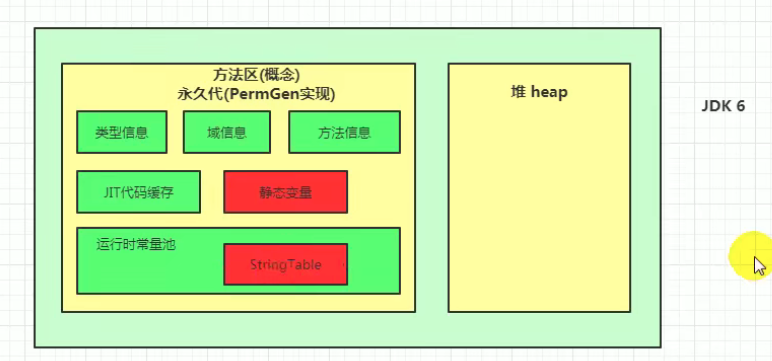 方法区(概念)
永久代(PermGen实现)
类型信息
域信息
方法信息
JIT代码缓存
静态变量
运行时常量池
StringTable
堆 heap
JDK 6